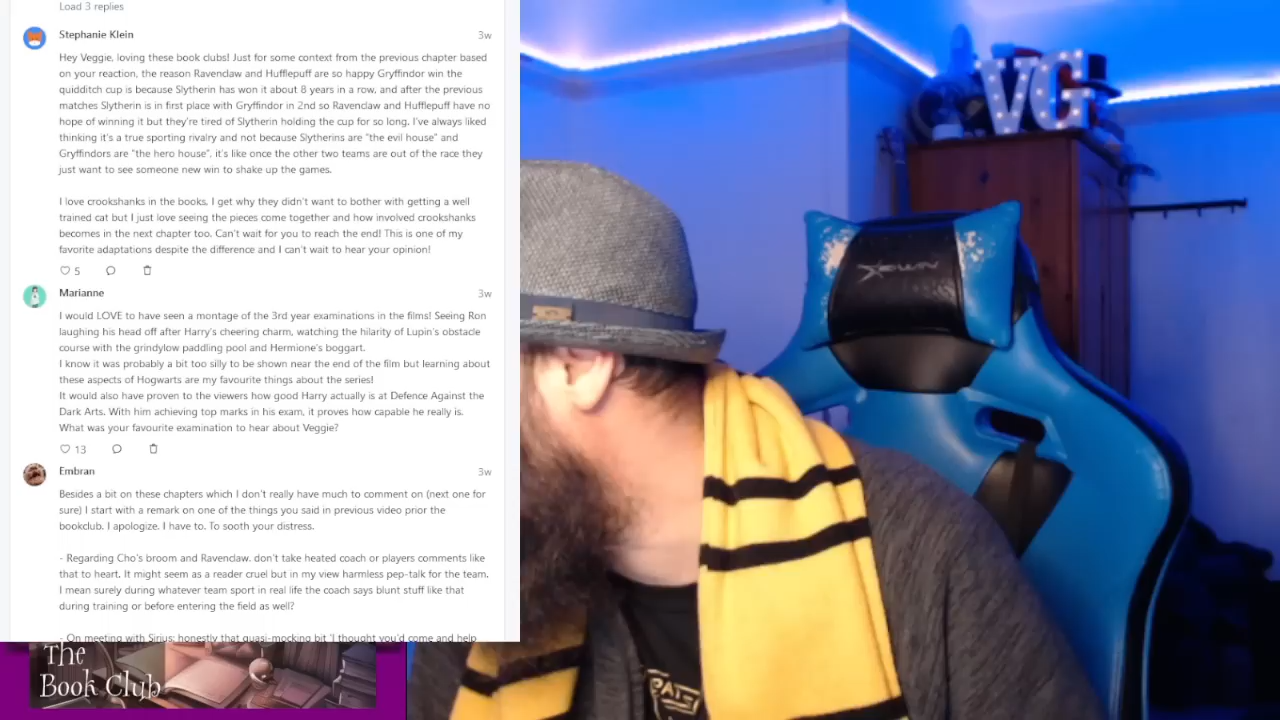 Load 3 replies
Stephanie Klein
3w
Hey Veggie, loving these book clubs! Just for some context from the previous chapter based
on your reaction, the reason Ravenclaw and Hufflepuff are so happy Gryffindor win the
quidditch cup is because Slytherin has won it about 8 years in a row, and after the previous
matches Slytherin is in first place with Gryffindor in 2nd so Ravenclaw and Hufflepuff have no
hope of winning it but they're tired of Slytherin holding the cup for so long. I've always liked
thinking it's a true sporting rivalry and not because Slytherins are "the evil house" and
Gryffindors are "the hero house", it's like once the other two teams are out of the race they
just want to see someone new win to shake up the games.
I love crookshanks in the books, I get why they didn't want to bother with getting a well
trained cat but I just love seeing the pieces come together and how involved crookshanks
becomes in the next chapter too. Can't wait for you to reach the end! This is one of my
favorite adaptations despite the difference and I can't wait to hear your opinion!
5
Marianne
3w
I would LOVE to have seen a montage of the 3rd year examinations in the films! Seeing Ron
laughing his head off after Harry's cheering charm, watching the hilarity of Lupin's obstacle
course with the grindylow paddling pool and Hermione's boggart.
I know it was probably a bit too silly to be shown near the end of the film but learning about
these aspects of Hogwarts are my favourite things about the series!
It would also have proven to the viewers how good Harry actually is at Defence Against the
Dark Arts. With him achieving top marks in his exam, it proves how capable he really is.
What was your favourite examination to hear about Veggie?
13
Embran
3w
Besides a bit on these chapters which I don't really have much to comment on (next one for
sure) I start with a remark on one of the things you said in previous video prior the
bookclub. I apologize. I have to. To sooth your distress.
- Regarding Cho's broom and Ravenclaw. don't take heated coach or players comments like
that to heart. It might seem as a reader cruel but in my view harmless pep-talk for the team.
I mean surely during whatever team sport in real life the coach says blunt stuff like that
during training or before entering the field as well?
- On meeting with Sirius: honestly that quasi-mocking bit 'I thought you'd come and help
The
Book Club
VG